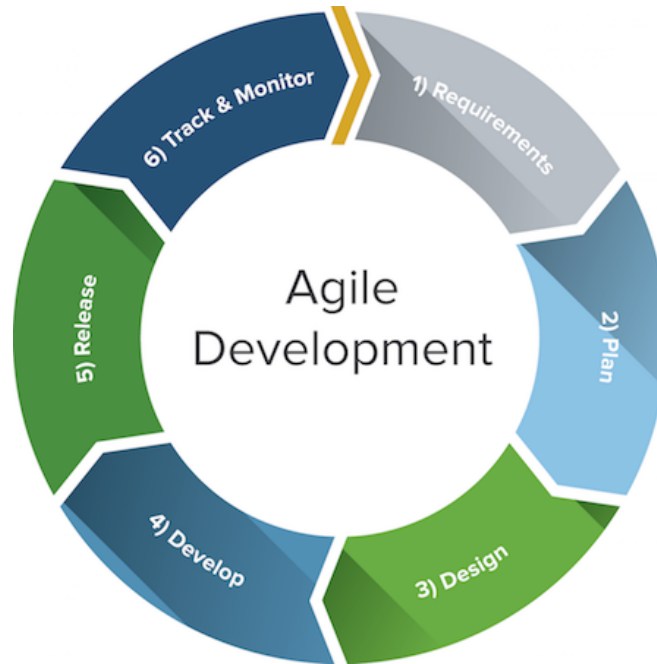 Agile
Development
1) Requirements
2) Plan
3) Design
4) Develop
5) Release
6) Track & Monitor